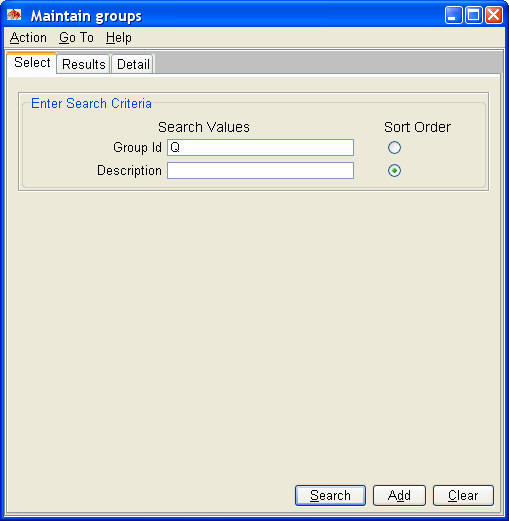 Maintain groups
Action Go To Help
Select Results Detail
Enter Search Criteria
Search Values Sort Order
Group Id Q
Description
Search Add Clear